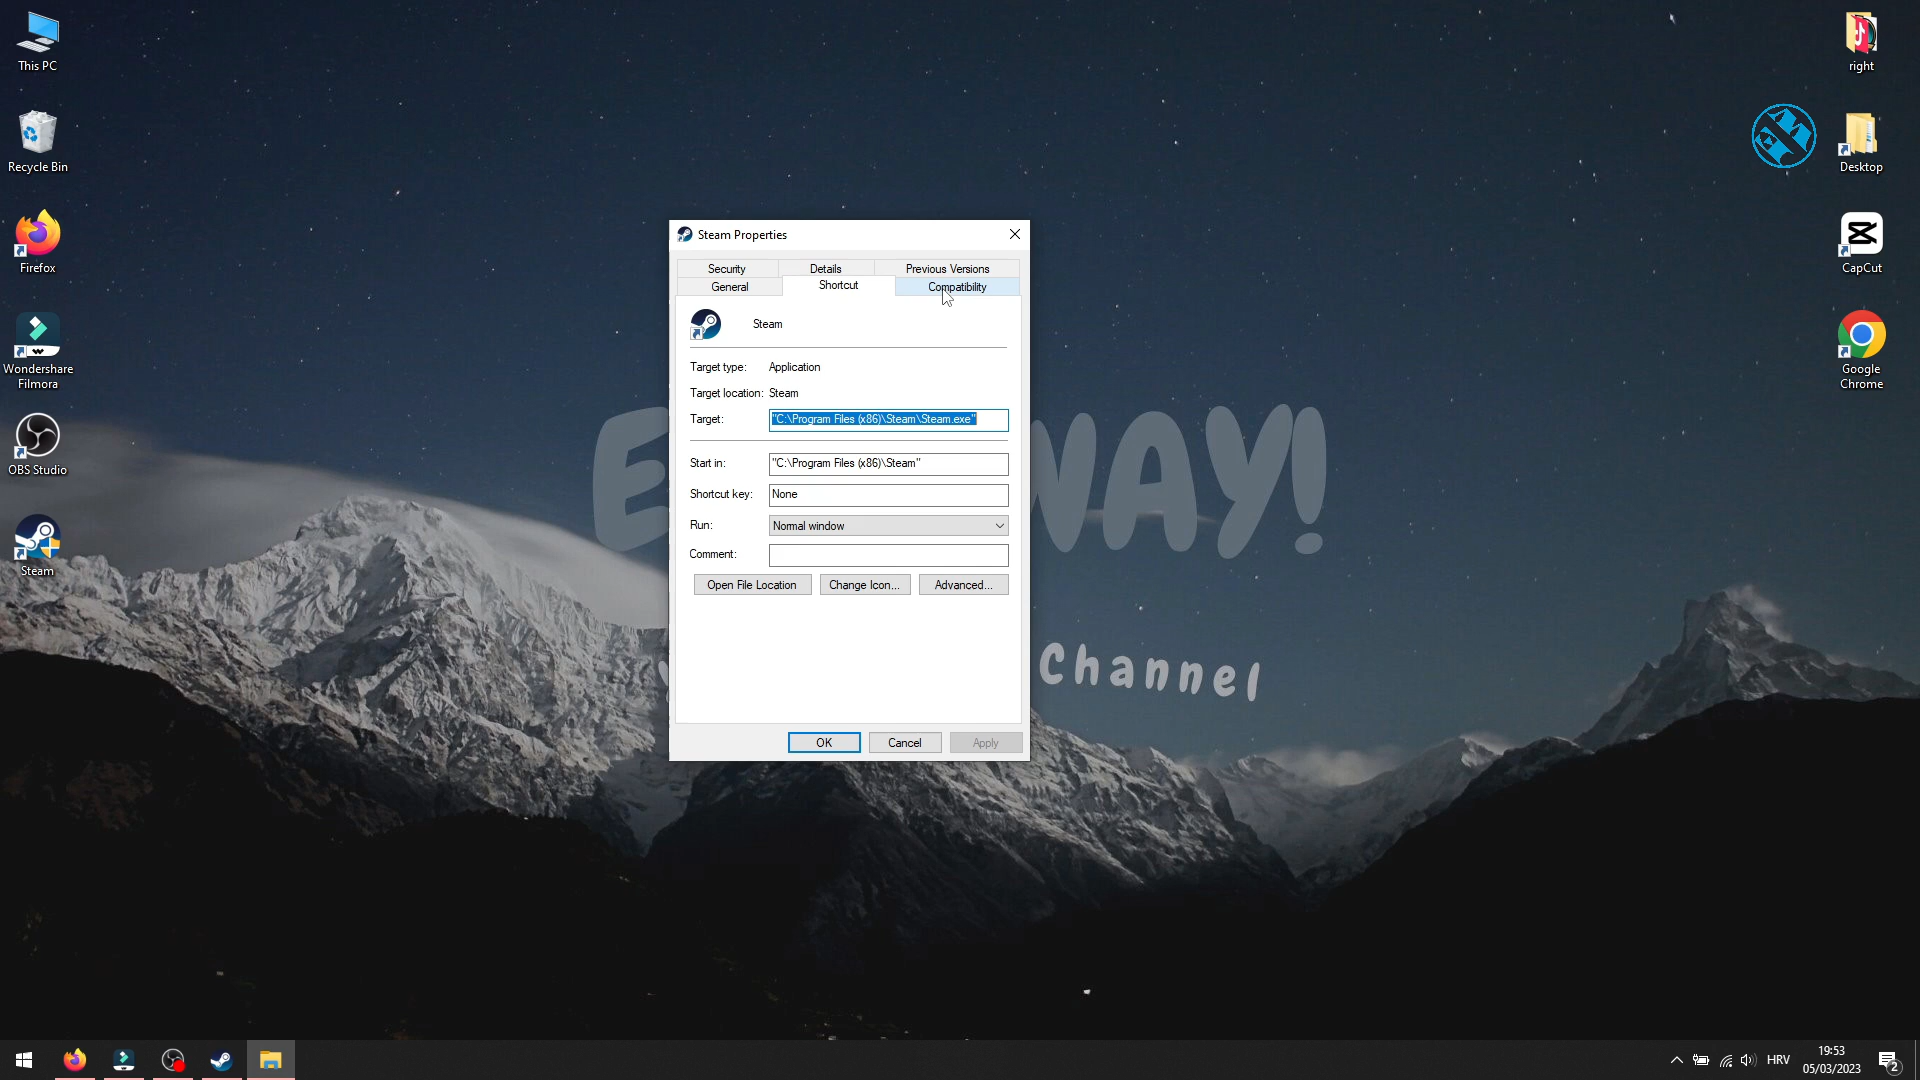 This PC
Recycle Bin
Firefox
Wondershare
Filmora
OBS Studio
Steam
right
Desktop
CapCut
Google
Chrome
Steam Properties
Security
Details
Previous Versions
General
Shortcut
Compatibility
Steam
Target type:
Application
Target location:
Steam
Target:
"C:\Program Files (x86)\Steam\Steam.exe"
Start in:
"C:\Program Files (x86)\Steam"
Shortcut key:
None
Run:
Normal window
Comment:
Open File Location
Change Icon...
Advanced...
OK
Cancel
Apply
WAY!
Channel
HRV
19:53
05/03/2023
2